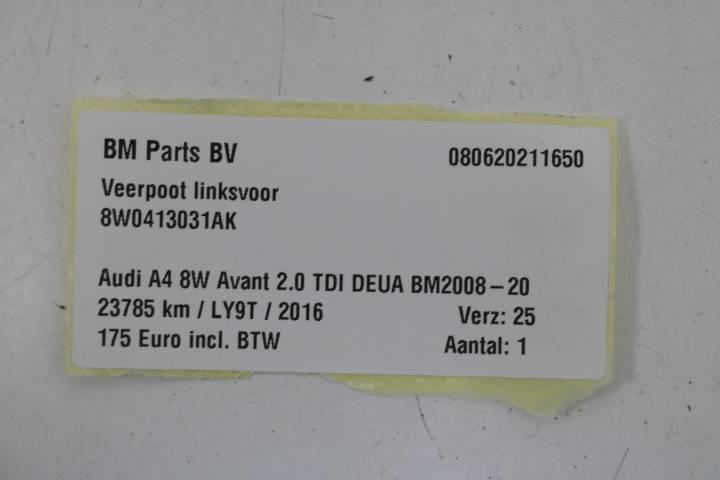 BM Parts BV 080620211650
Veerpoot linksvoor
8W0413031AK
Audi A4 8W Avant 2.0 TDI DEUA BM2008-20
23785 km / LY9T / 2016 Verz: 25
175 Euro incl. BTW Aantal: 1